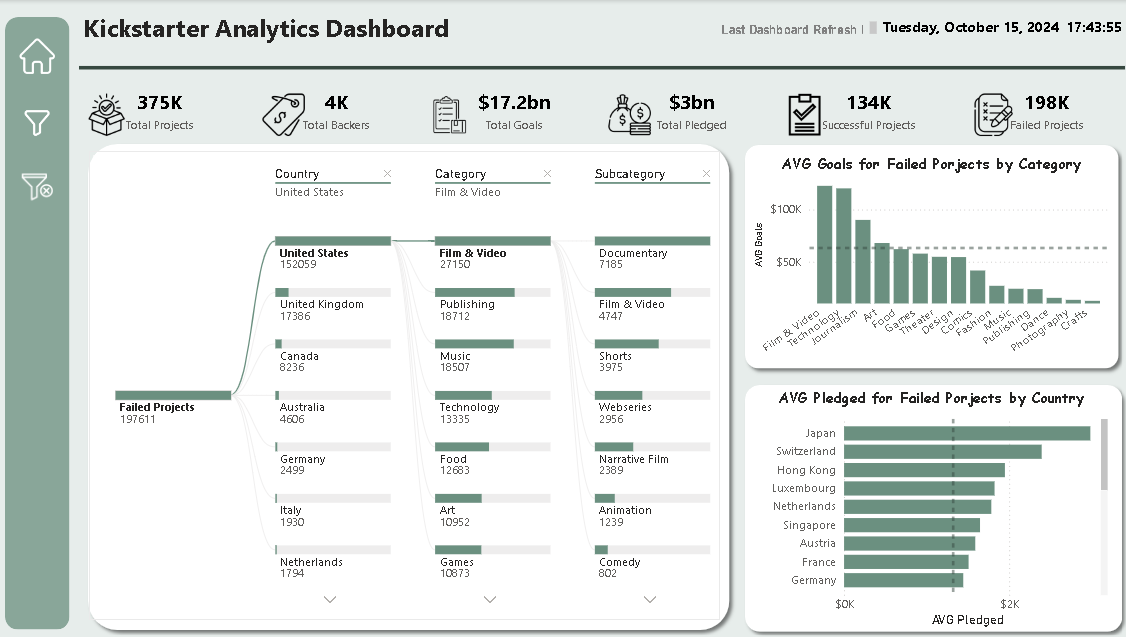 Kickstarter Analytics Dashboard
Last Dashboard Refresh | Tuesday, October 15, 2024 17:43:55
375K
Total Projects
4K
Total Backers
$17.2bn
Total Goals
$3bn
Total Pledged
134K
Successful Projects
198K
Failed Projects
Country
United States
Category
Film & Video
Subcategory
Failed Projects
197611
United States
152059
United Kingdom
17386
Canada
8236
Australia
4606
Germany
2499
Italy
1930
Netherlands
1794
Film & Video
27150
Publishing
18712
Music
18507
Technology
13335
Food
12683
Art
10952
Games
10873
Documentary
7185
Film & Video
4747
Shorts
3975
Webseries
2956
Narrative Film
2389
Animation
1239
Comedy
802
AVG Goals for Failed Porjects by Category
AVG Goals
$100K
$50K
Film & Video
Technology
Journalism
Art
Food
Games
Theater
Design
Comics
Fashion
Music
Publishing
Dance
Photography
Crafts
AVG Pledged for Failed Porjects by Country
Japan
Switzerland
Hong Kong
Luxembourg
Netherlands
Singapore
Austria
France
Germany
$0K
$2K
AVG Pledged